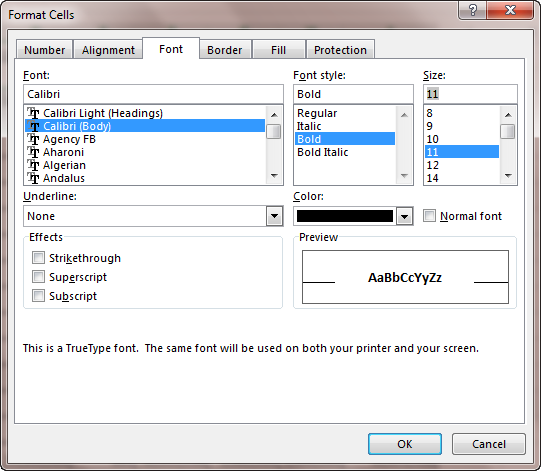 Format Cells
Number Alignment Font Border Fill Protection
Font: Font style: Size:
Calibri Bold 11
Calibri Light (Headings) Regular 8
Calibri (Body) Italic 9
Agency FB Bold 10
Aharoni Bold Italic 11
Algerian 12
Andalus 14
Underline: Color:
None Normal font
Effects Preview
Strikethrough
Superscript AaBbCcYyZz
Subscript
This is a TrueType font.  The same font will be used on both your printer and your screen.
OK Cancel